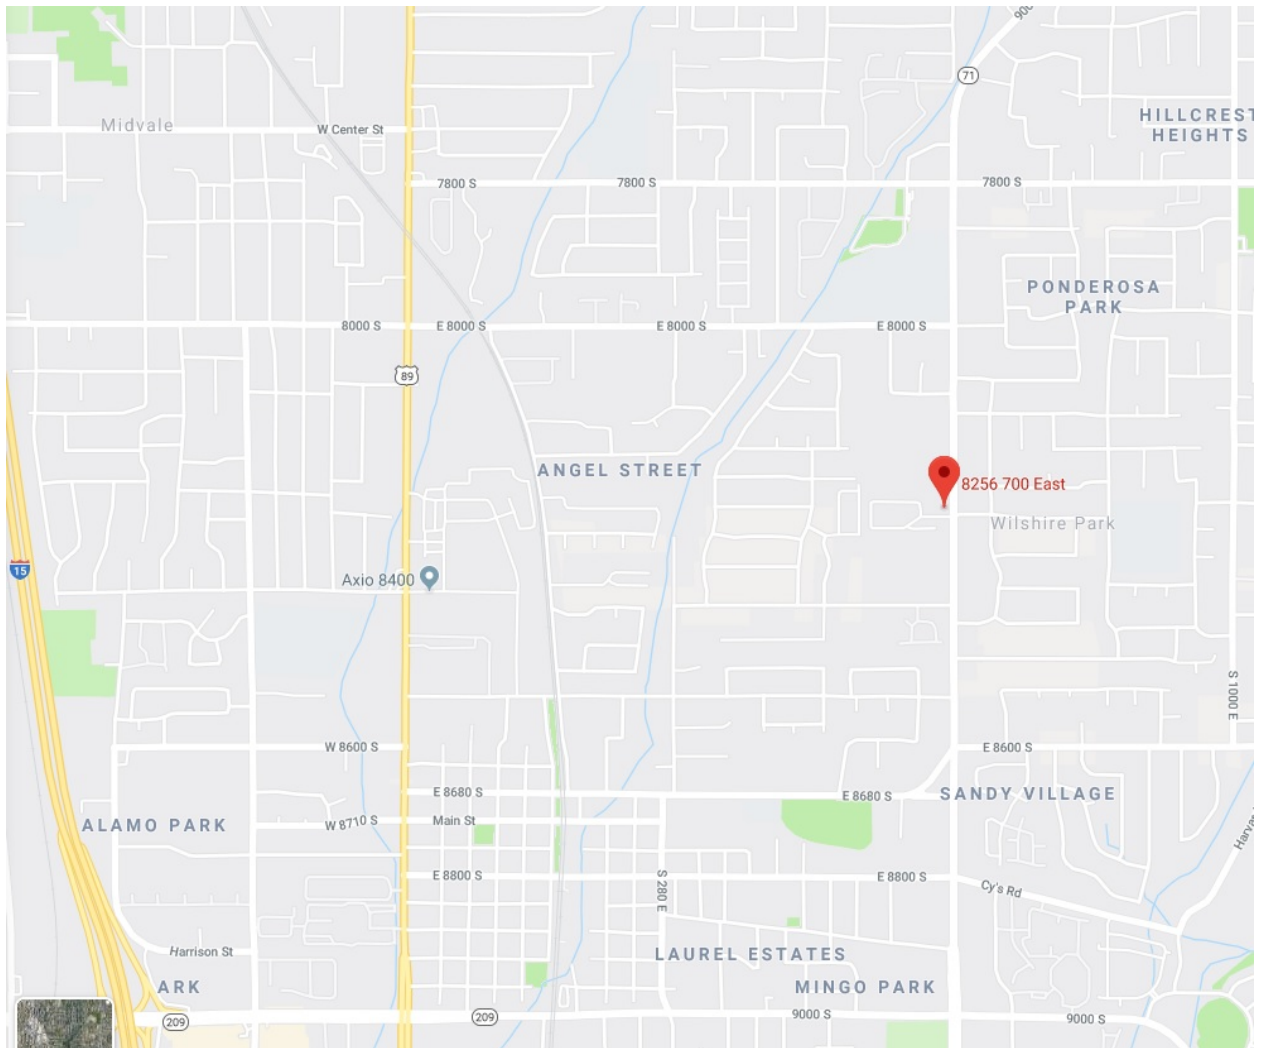 900
71
HILLCREST
HEIGHTS
Midvale
W Center St
7800 S
7800 S
7800 S
PONDEROSA
PARK
8000 S
E 8000 S
E 8000 S
E 8000 S
89
ANGEL STREET
8256 700 East
Wilshire Park
15
Axio 8400
S 1000 E
W 8600 S
E 8600 S
E 8680 S
E 8680 S
SANDY VILLAGE
ALAMO PARK
W 8710 S
Main St
E 8800 S
S 280 E
E 8800 S
Cy's Rd
Harvar
Harrison St
LAUREL ESTATES
ARK
MINGO PARK
209
209
9000 S
9000 S